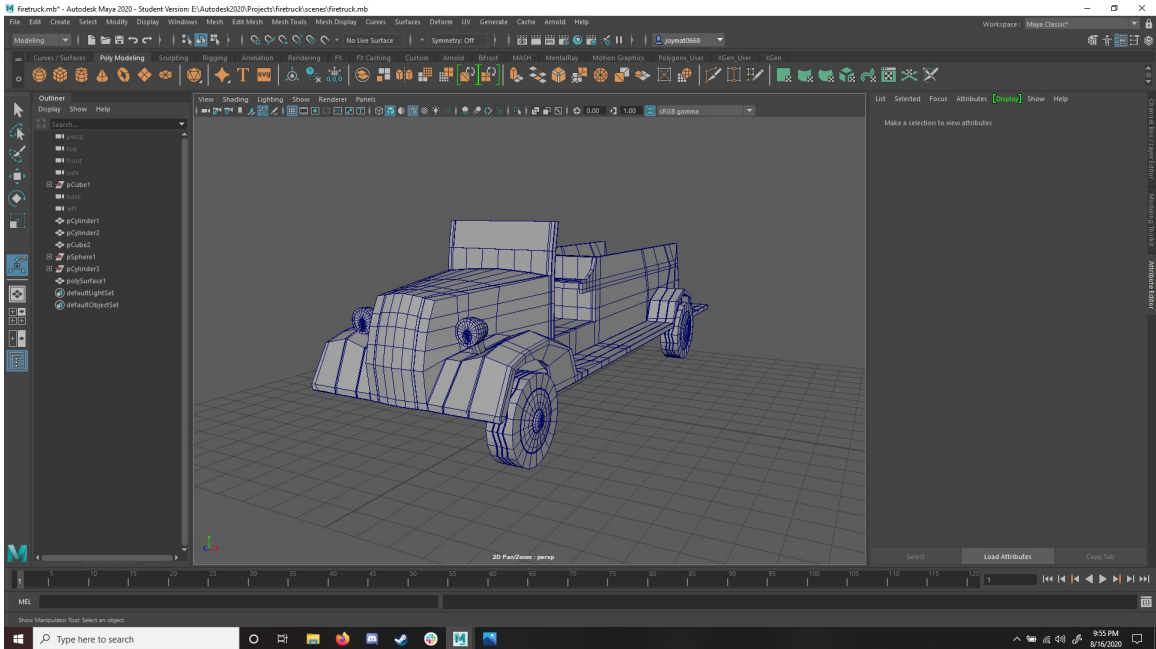 firetruck.mb* - Autodesk Maya 2020 - Student Version: E:\Autodesk2020\Projects\firetruck\scenes\firetruck.mb
File Edit Create Select Modify Display Windows Mesh Edit Mesh Mesh Tools Mesh Display Curves Surfaces Deform UV Generate Cache Arnold Help
Workspace: Maya Classic*
Modeling No Live Surface Symmetry: Off joymat0668
Curves / Surfaces Poly Modeling Sculpting Rigging Animation Rendering FX FX Caching Custom Arnold Bifrost MASH MentalRay Motion Graphics Polygons_User XGen_User XGen
T SVG
Outliner
Display Show Help
Search...
persp
top
front
side
pCube1
back
left
pCylinder1
pCylinder2
pCube2
pSphere1
pCylinder3
polySurface1
defaultLightSet
defaultObjectSet
View Shading Lighting Show Renderer Panels
0.00 1.00 sRGB gamma
2D Pan/Zoom : persp
List Selected Focus Attributes Display Show Help
Make a selection to view attributes
Channel Box / Layer Editor
Modeling Toolkit
Attribute Editor
Select Load Attributes Copy Tab
1 5 10 15 20 25 30 35 40 45 50 55 60 65 70 75 80 85 90 95 100 105 110 115 120 1
MEL
Show Manipulator Tool: Select an object.
Type here to search
9:55 PM
8/16/2020